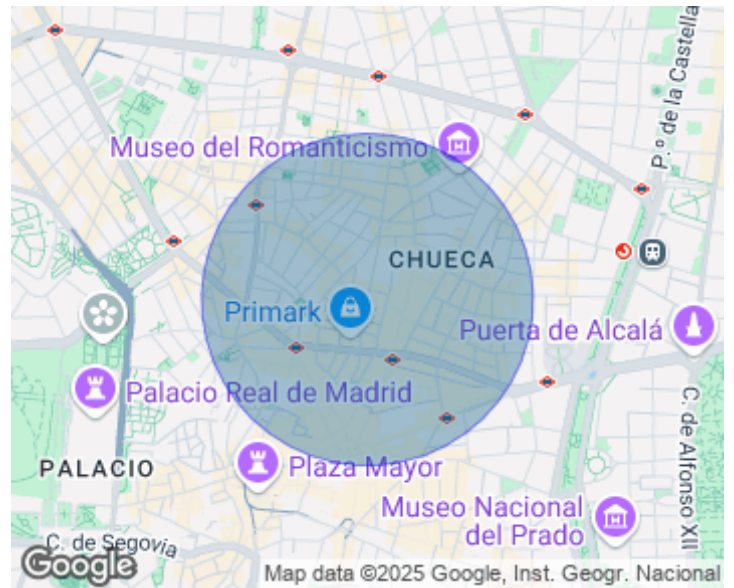 P.º de la Castella
Museo del Romanticismo
CHUECA
Primark
Puerta de Alcalá
Palacio Real de Madrid
C. de Alfonso XII
PALACIO
Plaza Mayor
Museo Nacional
del Prado
C. de Segovia
Google
Map data ©2025 Google, Inst. Geogr. Nacional